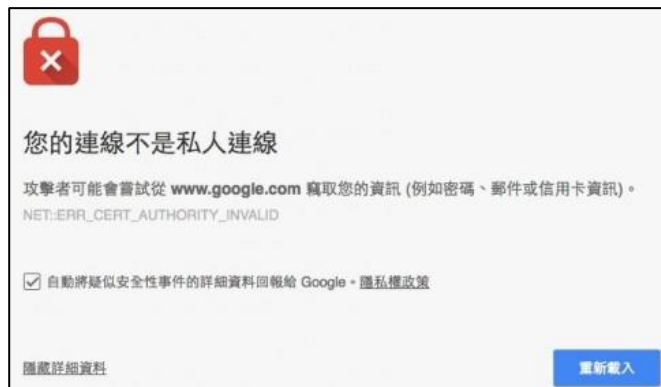 您的連線不是私人連線
攻擊者可能會嘗試從 www.google.com 竊取您的資訊 (例如密碼、郵件或信用卡資訊)。
NET::ERR_CERT_AUTHORITY_INVALID
自動將疑似安全性事件的詳細資料回報給 Google。隱私權政策
隱藏詳細資料
重新載入